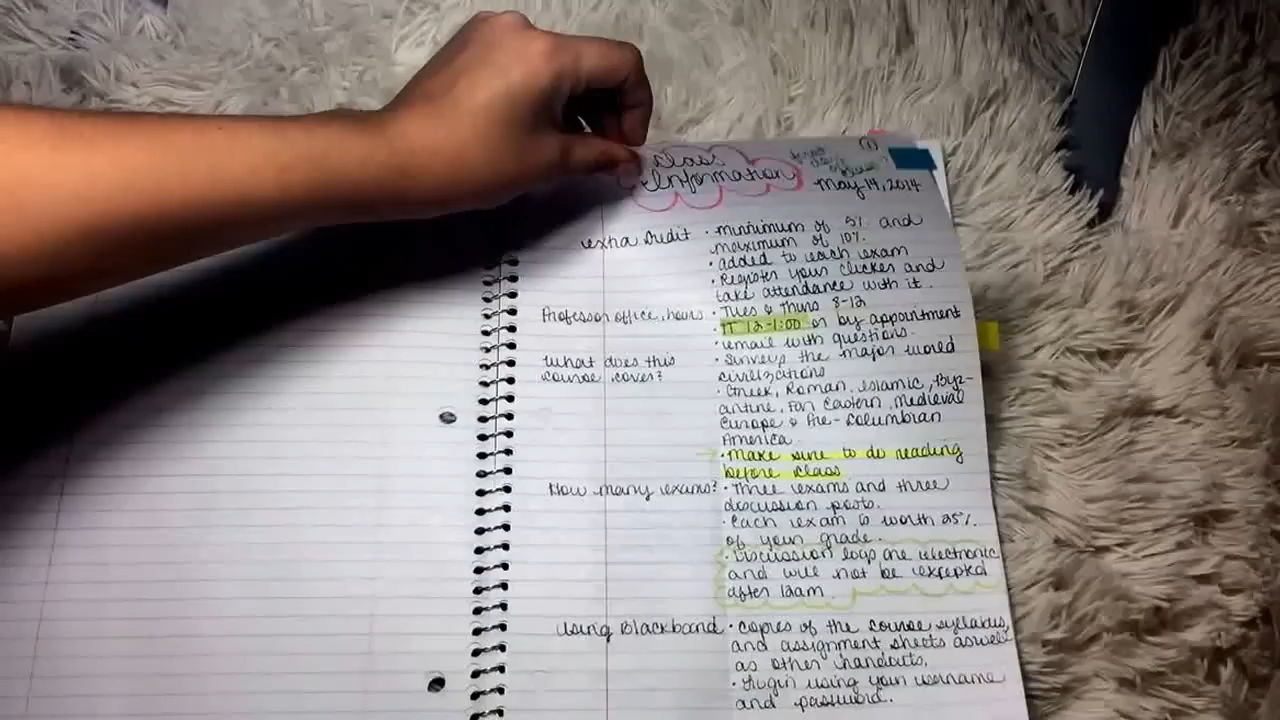 Class
Information
May 14, 2014
extra credit
• minimum of 5% and
maximum of 10%.
• added to each exam
• Register your clicker and
take attendance with it.
Professor office hours
• Tues & Thurs 8-12
• TT 12-1:00 or by appointment
• email with questions.
What does this
course cover?
• Surveys the major world
civilizations
• Greek, Roman, Islamic, Byz-
antine, Far Eastern, Medieval
Europe & Pre-Columbian
America.
• Make sure to do reading
before class
How many exams?
• Three exams and three
discussion posts.
• Each exam is worth 25%
of your grade.
• Discussion logs are electronic
and will not be excepted
after 12am.
Using Blackboard
• copies of the course syllabus,
and assignment sheets aswell
as other handouts.
• Login using your username
and password.